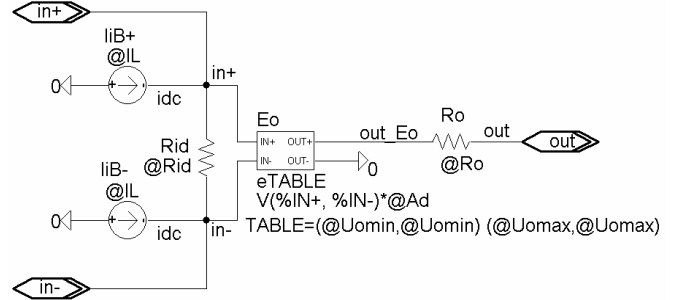 in+
IiB+
@IL
0
idc
in+
Rid
@Rid
Eo
IN+ OUT+
IN- OUT-
out_Eo
Ro
@Ro
out
out
0
eTABLE
V(%IN+, %IN-)*@Ad
TABLE=(@Uomin,@Uomin) (@Uomax,@Uomax)
IiB-
@IL
0
idc
in-
in-